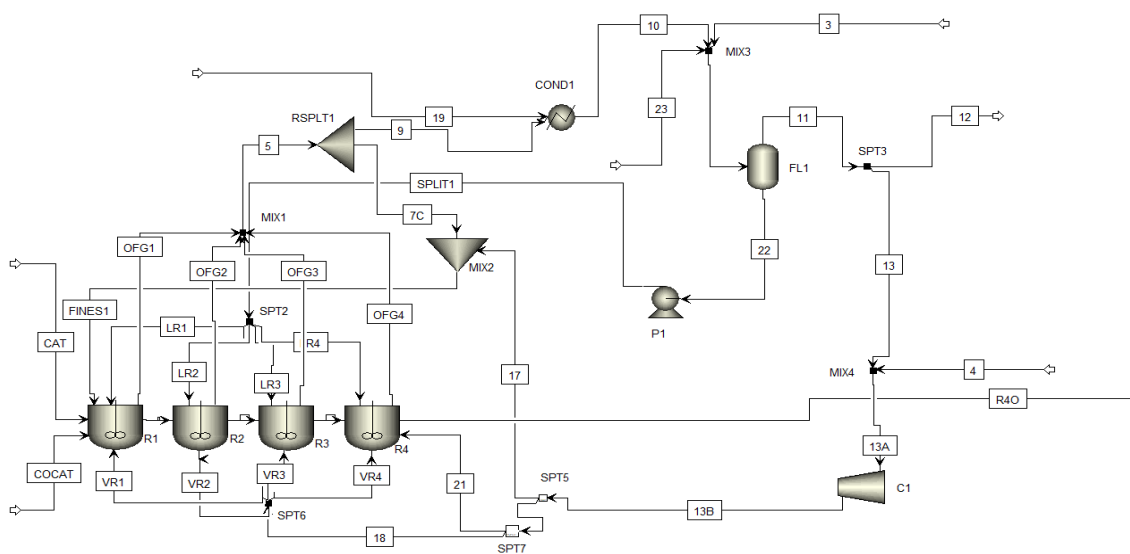 10
3
MIX3
COND1
23
RSPLT1
19
9
11
12
5
SPT3
FL1
SPLIT1
7C
MIX1
OFG1
22
OFG2
OFG3
13
MIX2
FINES1
SPT2
OFG4
P1
LR1
R4
CAT
17
MIX4
4
LR2
LR3
R4O
R1
R2
R3
R4
13A
COCAT
VR1
VR2
VR3
VR4
21
SPT5
C1
SPT6
13B
18
SPT7